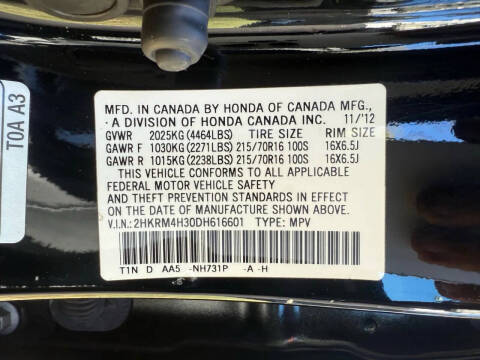 MFD. IN CANADA BY HONDA OF CANADA MFG.,
A DIVISION OF HONDA CANADA INC. 11/'12
GVWR 2025KG (4464LBS) TIRE SIZE RIM SIZE
GAWR F 1030KG (2271LBS) 215/70R16 100S 16X6.5J
GAWR R 1015KG (2238LBS) 215/70R16 100S 16X6.5J
THIS VEHICLE CONFORMS TO ALL APPLICABLE
FEDERAL MOTOR VEHICLE SAFETY
AND THEFT PREVENTION STANDARDS IN EFFECT
ON THE DATE OF MANUFACTURE SHOWN ABOVE.
V.I.N.: 2HKRM4H30DH616601 TYPE: MPV
T1N D AA5 -NH731P -A -H
T0A A3